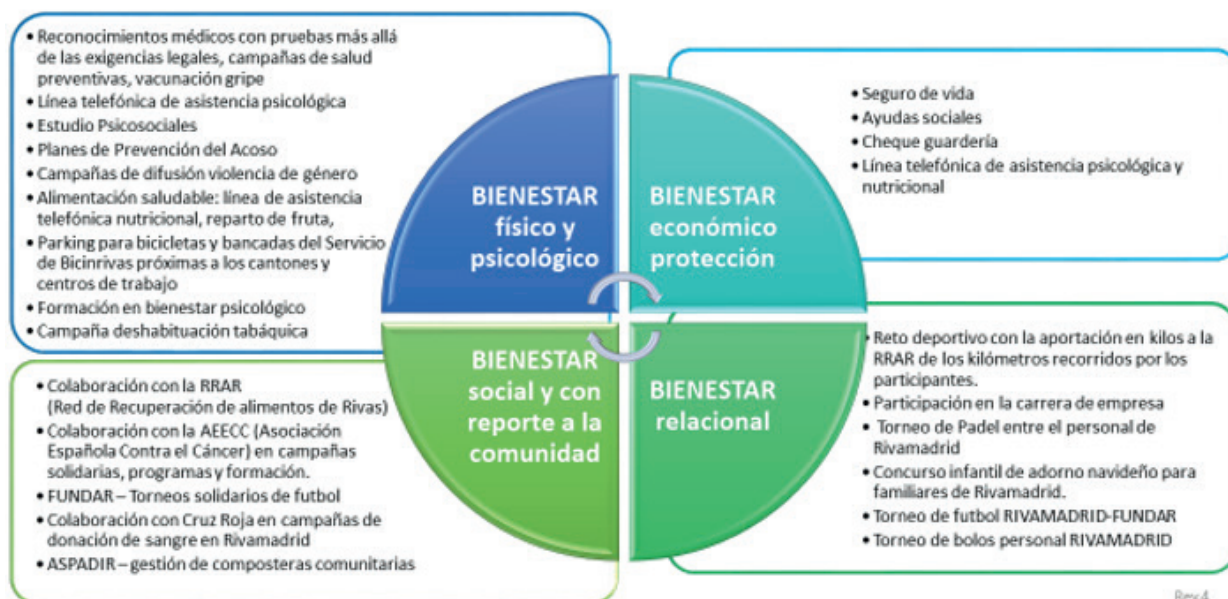 • Reconocimientos médicos con pruebas más allá
de las exigencias legales, campañas de salud
preventivas, vacunación gripe
• Línea telefónica de asistencia psicológica
• Estudio Psicosociales
• Planes de Prevención del Acoso
• Campañas de difusión violencia de género
• Alimentación saludable: línea de asistencia
telefónica nutricional, reparto de fruta,
• Parking para bicicletas y bancadas del Servicio
de Bicinrivas próximas a los cantones y
centros de trabajo
• Formación en bienestar psicológico
• Campaña deshabituación tabáquica
BIENESTAR
físico y
psicológico
BIENESTAR
económico
protección
• Seguro de vida
• Ayudas sociales
• Cheque guardería
• Línea telefónica de asistencia psicológica y
nutricional
• Colaboración con la RRAR
(Red de Recuperación de alimentos de Rivas)
• Colaboración con la AEECC (Asociación
Española Contra el Cáncer) en campañas
solidarias, programas y formación.
• FUNDAR – Torneos solidarios de futbol
• Colaboración con Cruz Roja en campañas de
donación de sangre en Rivamadrid
• ASPADIR – gestión de composteras comunitarias
BIENESTAR
social y con
reporte a la
comunidad
BIENESTAR
relacional
• Reto deportivo con la aportación en kilos a la
RRAR de los kilómetros recorridos por los
participantes.
• Participación en la carrera de empresa
• Torneo de Padel entre el personal de
Rivamadrid
• Concurso infantil de adorno navideño para
familiares de Rivamadrid.
• Torneo de futbol RIVAMADRID-FUNDAR
• Torneo de bolos personal RIVAMADRID
Rev4